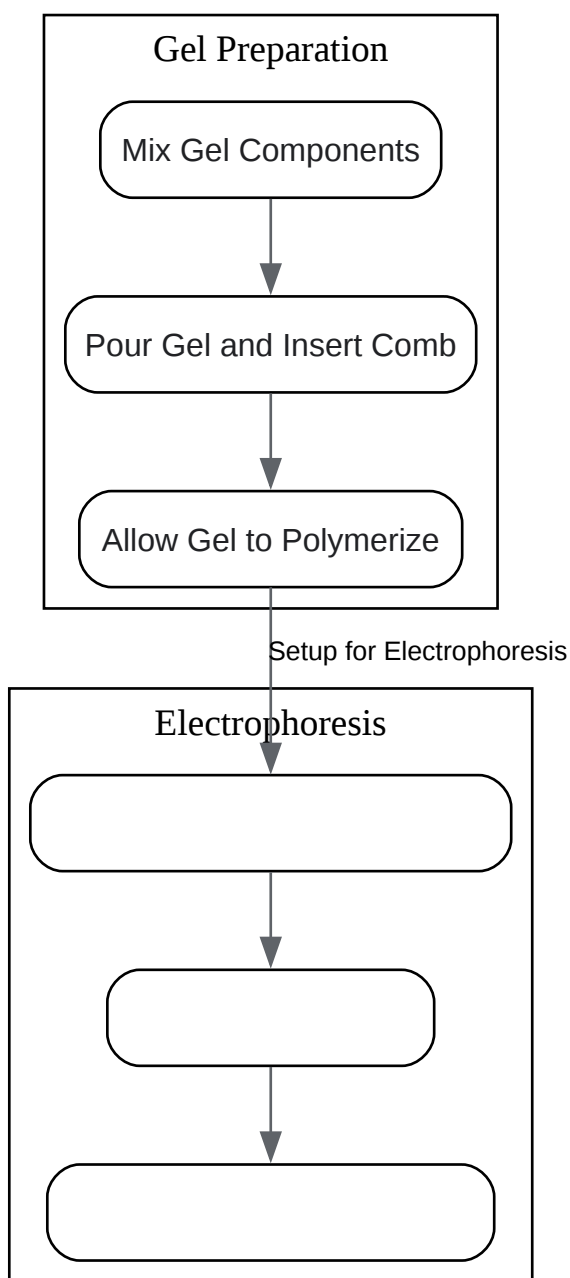 Gel Preparation
Mix Gel Components
Pour Gel and Insert Comb
Allow Gel to Polymerize
Setup for Electrophoresis
Electrophoresis